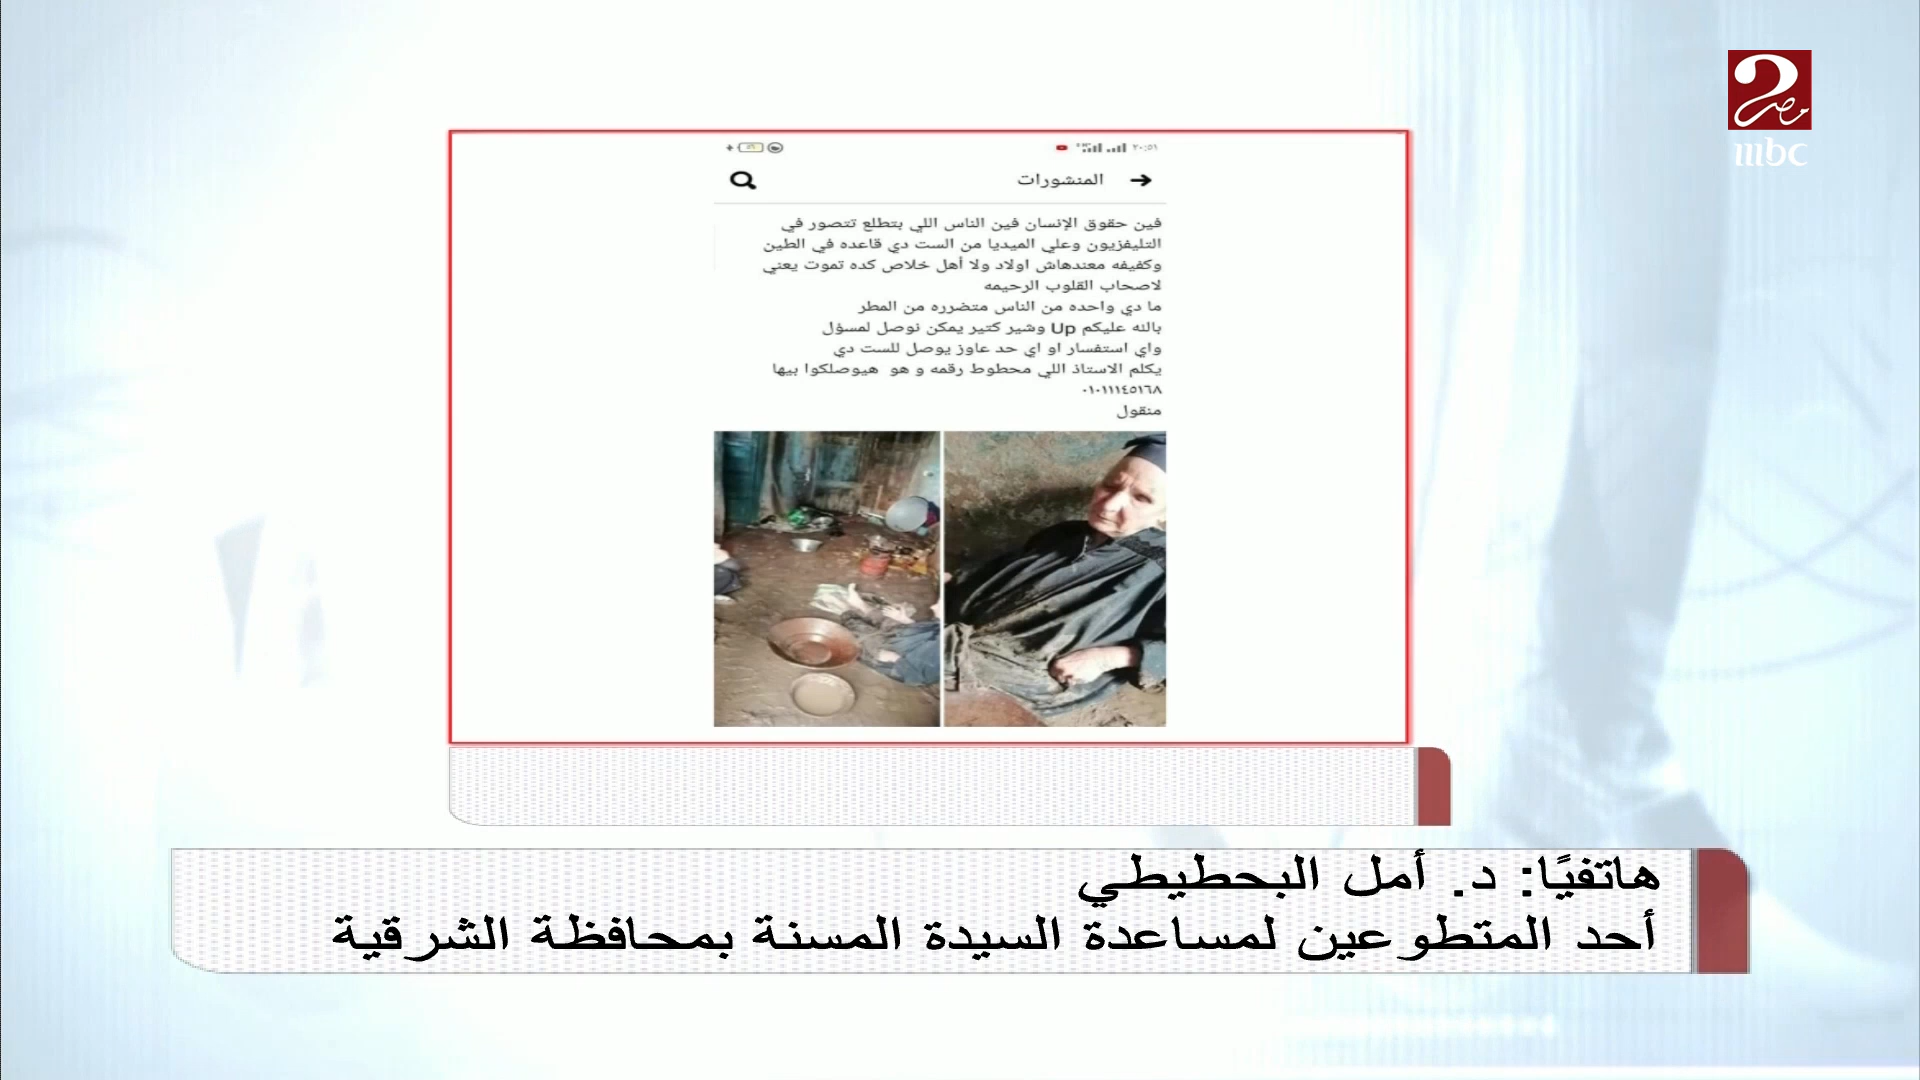 مصر
mbc
٢٠:٥١
المنشورات
فين حقوق الإنسان فين الناس اللي بتطلع تتصور في
التليفزيون وعلي الميديا من الست دي قاعده في الطين
وكفيفه معندهاش اولاد ولا أهل خلاص كده تموت يعني
لاصحاب القلوب الرحيمه
ما دي واحده من الناس متضرره من المطر
بالله عليكم Up وشير كتير يمكن نوصل لمسؤل
واي استفسار او اي حد عاوز يوصل للست دي
يكلم الاستاذ اللي محطوط رقمه و هو هيوصلكوا بيها
٠١٠١١١٤٥١٦٨
منقول
هاتفيًا: د. أمل البحطيطي
أحد المتطوعين لمساعدة السيدة المسنة بمحافظة الشرقية